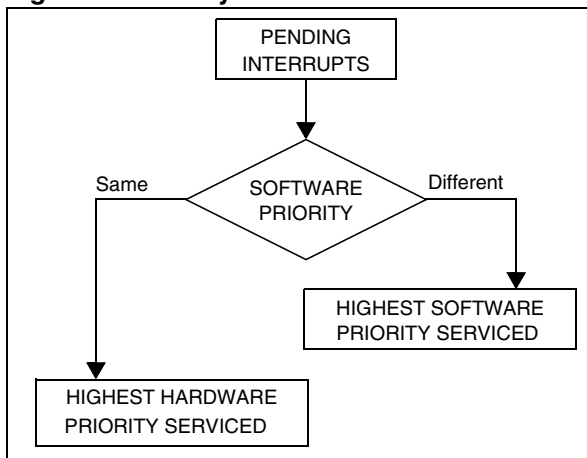 PENDING
INTERRUPTS
Same
SOFTWARE
PRIORITY
Different
HIGHEST SOFTWARE
PRIORITY SERVICED
HIGHEST HARDWARE
PRIORITY SERVICED